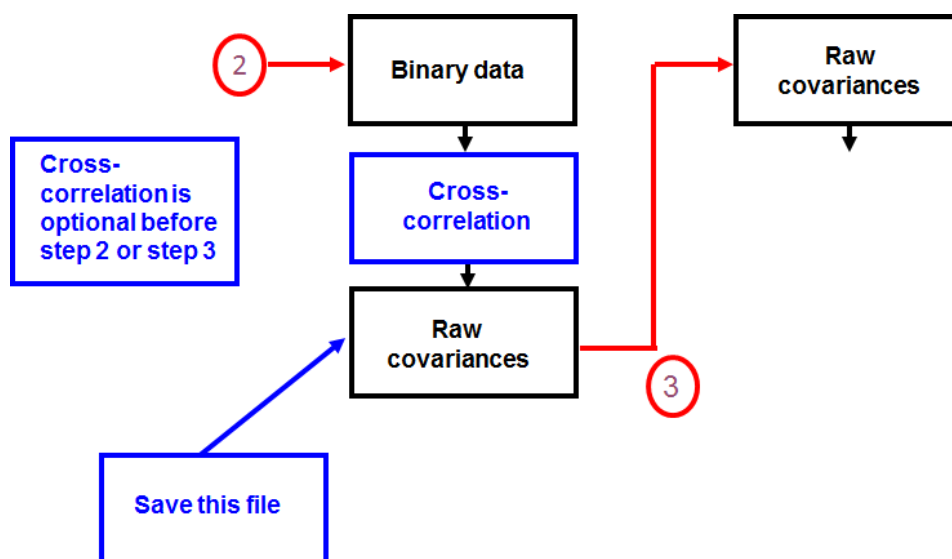 2
Binary data
Raw
covariances
Cross-
correlation is
optional before
step 2 or step 3
Cross-
correlation
Raw
covariances
3
Save this file